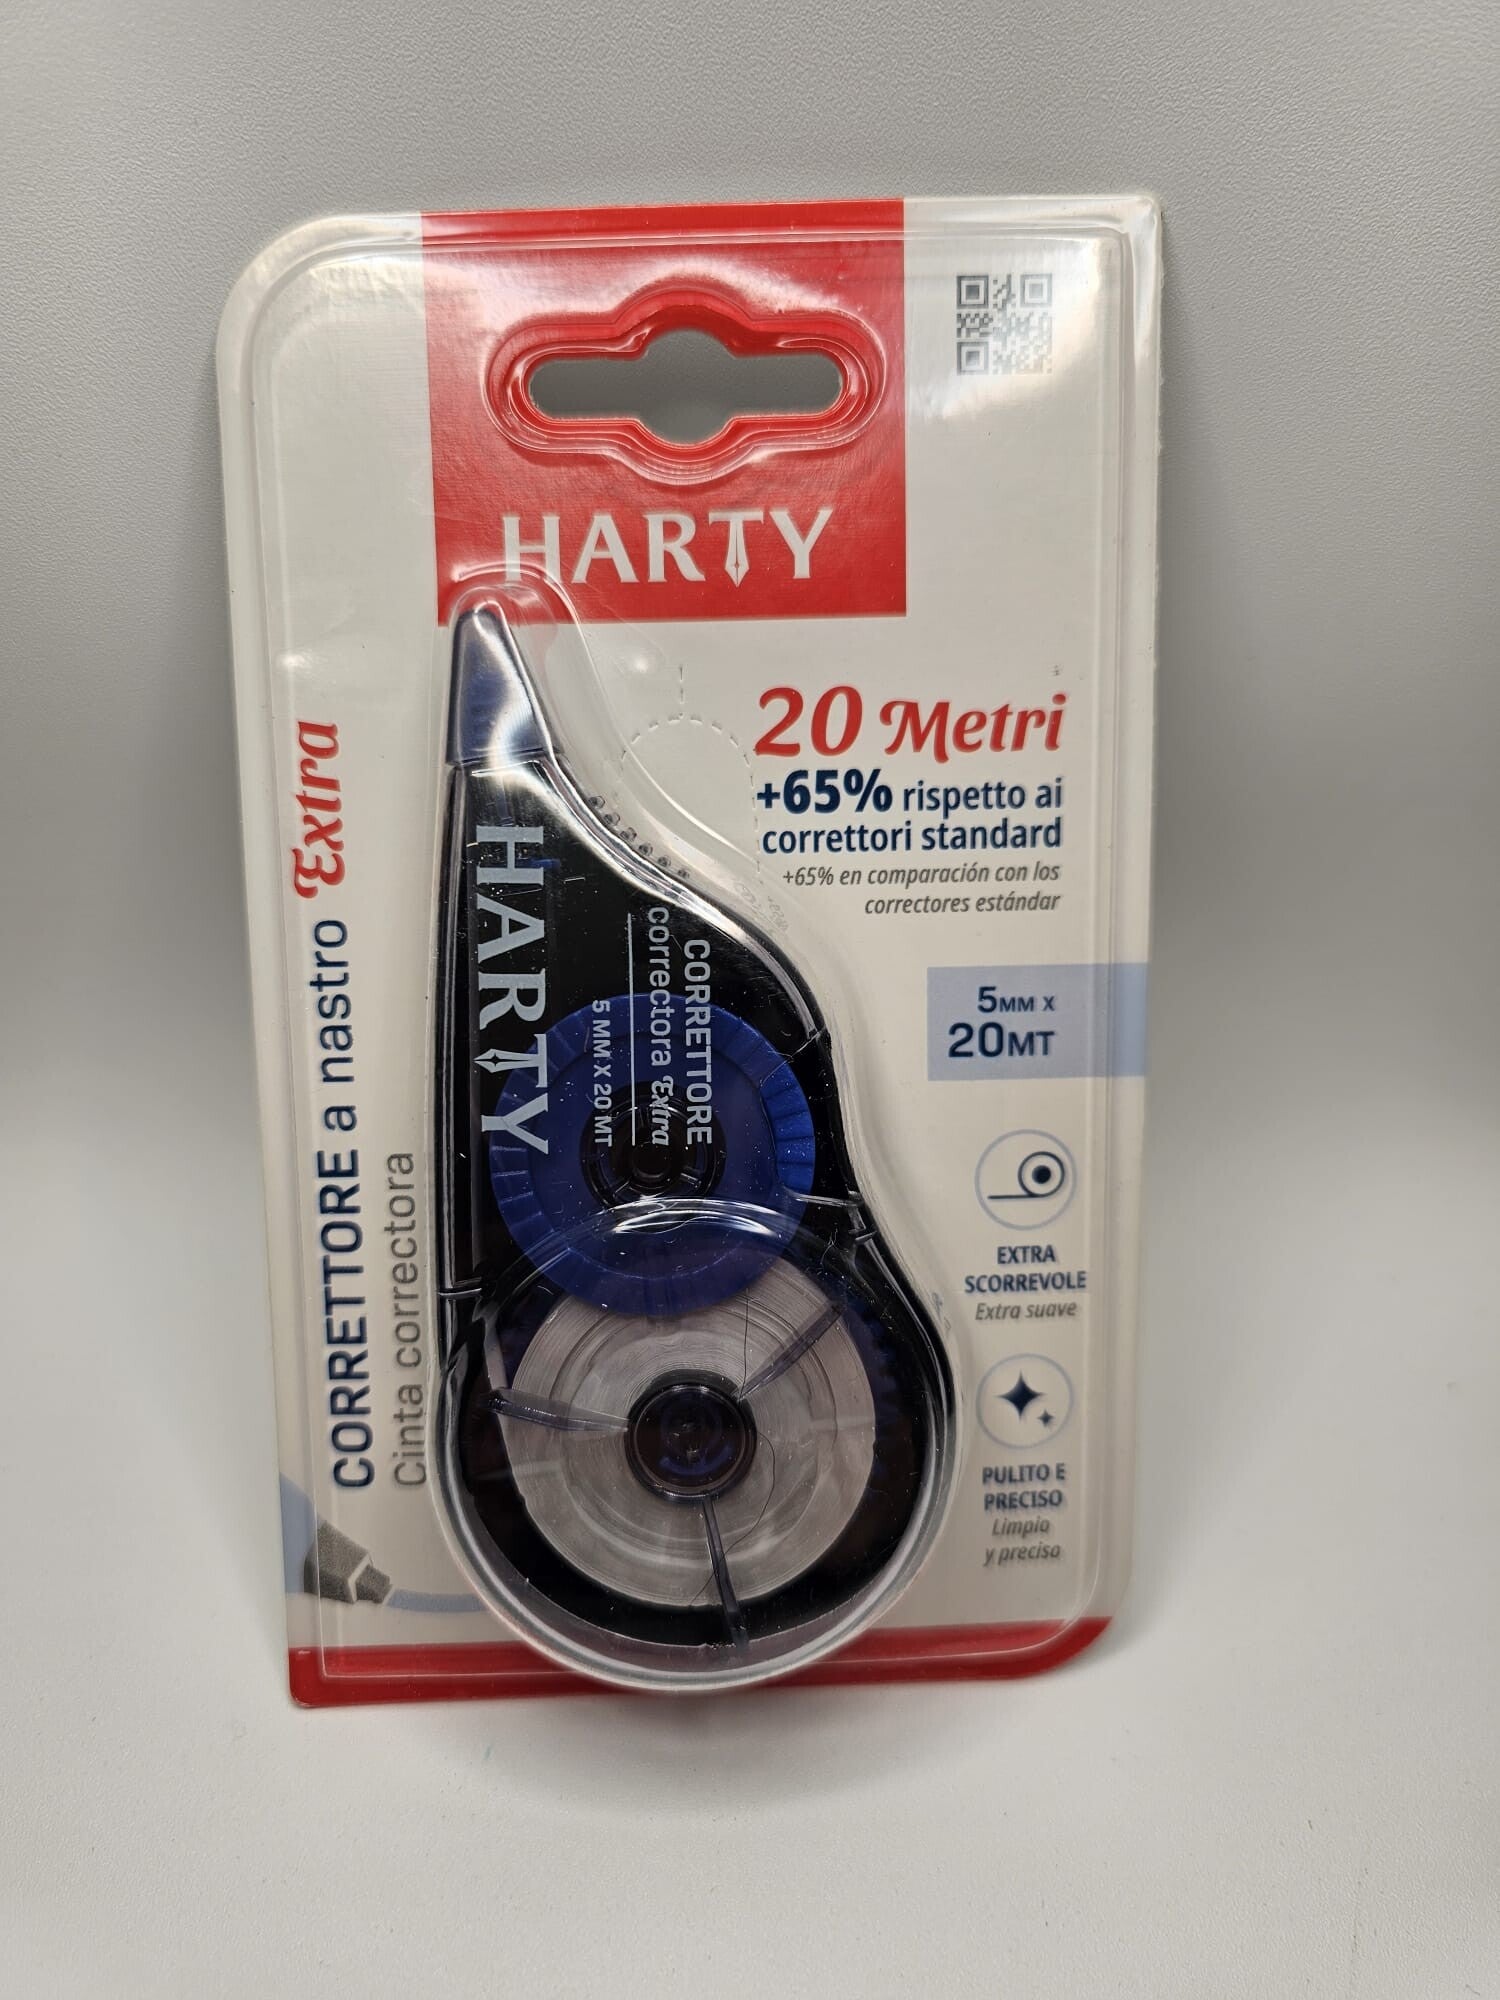 HARTY
20 Metri
+65% rispetto ai
correttori standard
+65% en comparación con los
correctores estándar
5MM X
20MT
EXTRA
SCORREVOLE
Extra suave
PULITO E
PRECISO
Limpio
y preciso
CORRETTORE a nastro Extra
Cinta correctora
HARTY
CORRETTORE
correctora Extra
5 MM X 20 MT